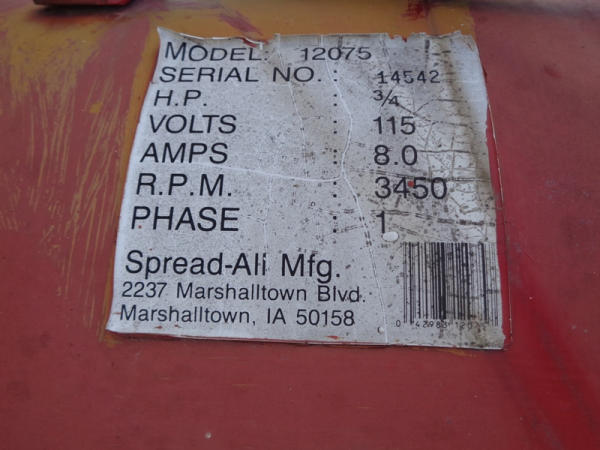 MODEL: 12075
SERIAL NO. : 14542
H.P. : 3/4
VOLTS : 115
AMPS : 8.0
R.P.M. : 3450
PHASE : 1
Spread-All Mfg.
2237 Marshalltown Blvd.
Marshalltown, IA 50158